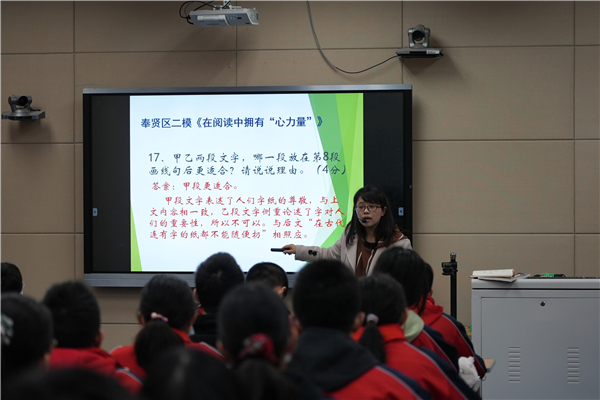 奉贤区二模《在阅读中拥有“心力量”》
17. 甲乙两段文字,哪一段放在第8段
画线句后更适合?请说说理由。(4分)
答案:甲段更适合。
甲段文字表达了人们字纸的尊敬,与上
文内容相一致,乙段文字侧重论述了字对人
们的重要性,所以不可以。与后文“在古代
连有字的纸都不能随便扔”相照应。